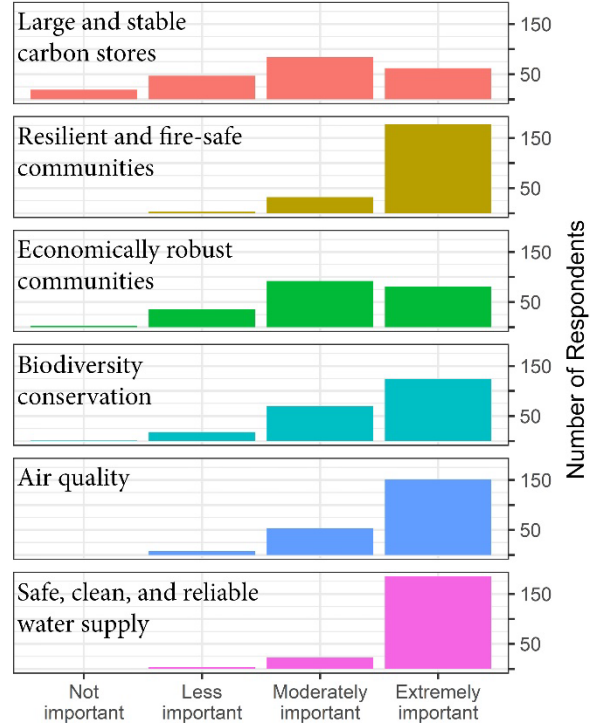 Large and stable
carbon stores
150
50
Resilient and fire-safe
communities
150
50
Economically robust
communities
150
50
Biodiversity
conservation
150
50
Air quality
150
50
Safe, clean, and reliable
water supply
150
50
Number of Respondents
Not
important
Less
important
Moderately
important
Extremely
important